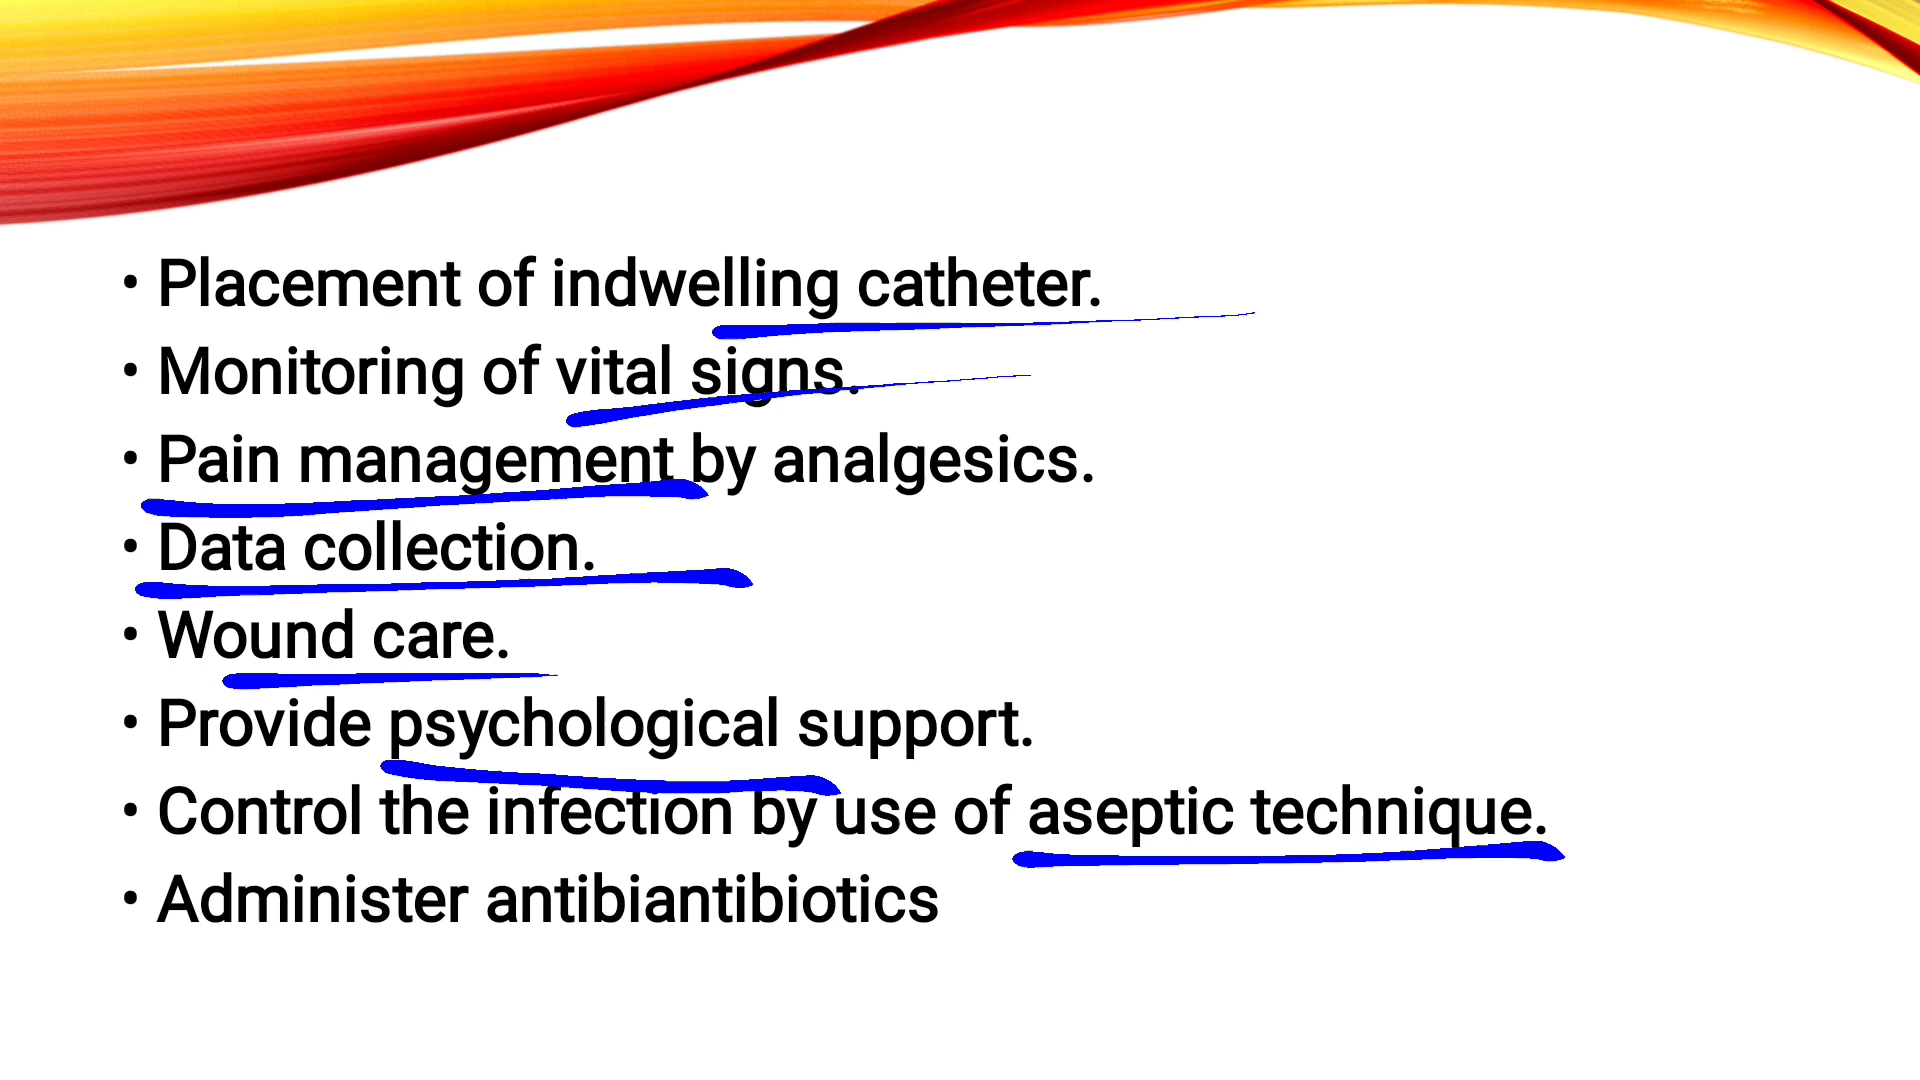 • Placement of indwelling catheter.
• Monitoring of vital signs.
• Pain management by analgesics.
• Data collection.
• Wound care.
• Provide psychological support.
• Control the infection by use of aseptic technique.
• Administer antibiantibiotics